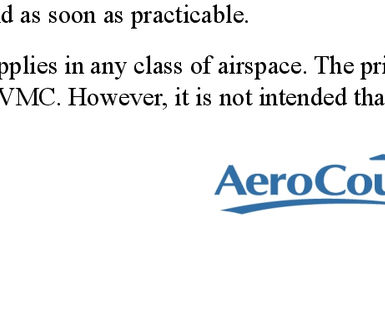 d as soon as practicable.
pplies in any class of airspace. The pri
VMC. However, it is not intended tha
AeroCou